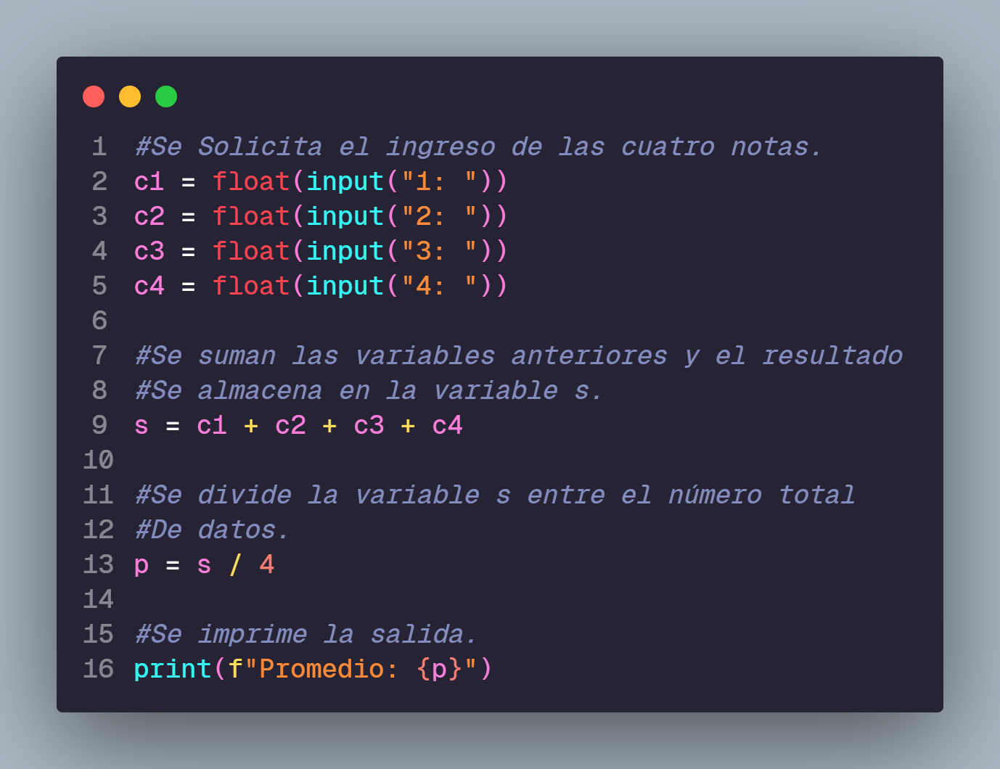 1 #Se Solicita el ingreso de las cuatro notas.
2 c1 = float(input("1: "))
3 c2 = float(input("2: "))
4 c3 = float(input("3: "))
5 c4 = float(input("4: "))
6
7 #Se suman las variables anteriores y el resultado
8 #Se almacena en la variable s.
9 s = c1 + c2 + c3 + c4
10
11 #Se divide la variable s entre el número total
12 #De datos.
13 p = s / 4
14
15 #Se imprime la salida.
16 print(f"Promedio: {p}")